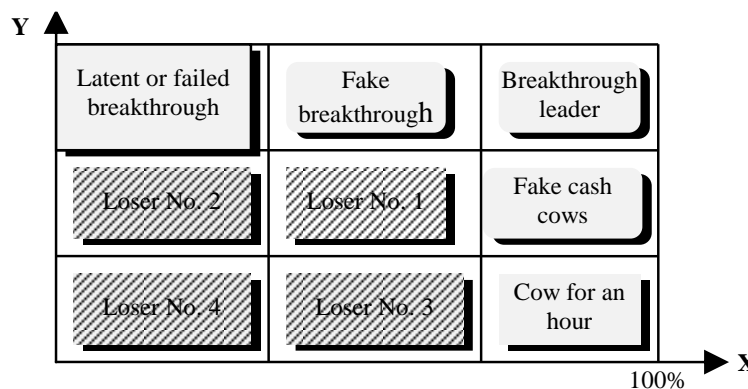 Y
Latent or failed
breakthrough
Fake
breakthrough
Breakthrough
leader
Loser No. 2
Loser No. 1
Fake cash
cows
Loser No. 4
Loser No. 3
Cow for an
hour
X
100%